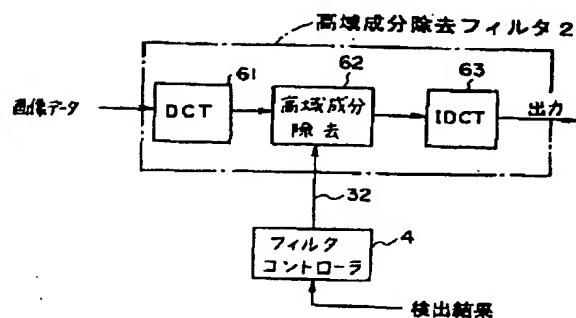 高域成分除去フィルタ2
61
62
63
画像データ
DCT
高域成分
除去
IDCT
出力
32
4
フィルタ
コントローラ
検出結果